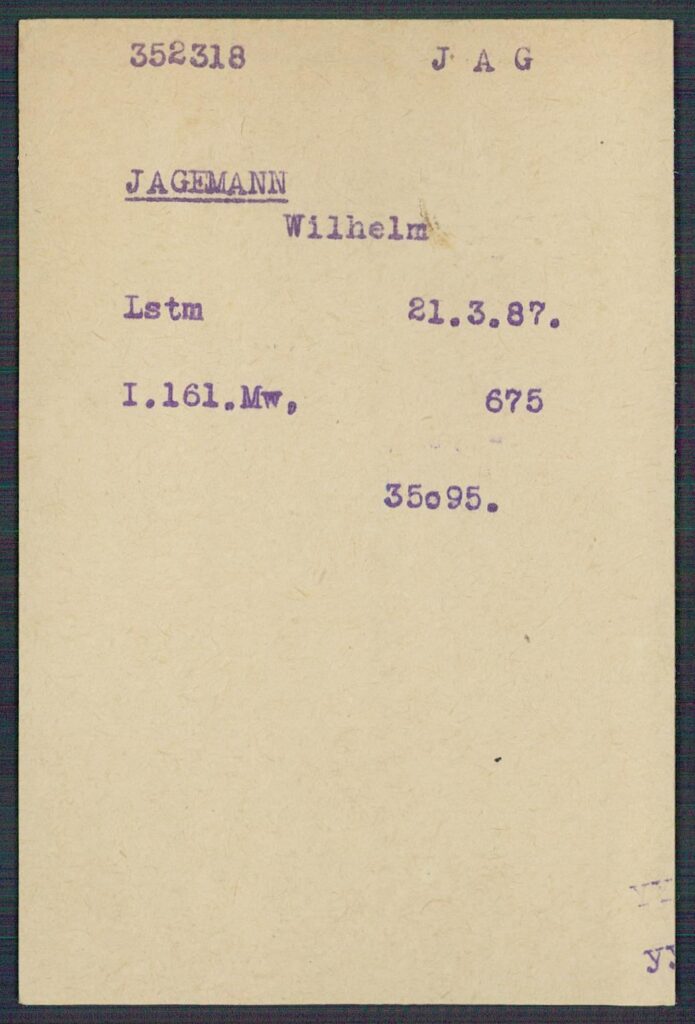 352318 J A G
JAGEMANN
Wilhelm
Lstm 21.3.87.
I.161.Mw, 675
35o95.